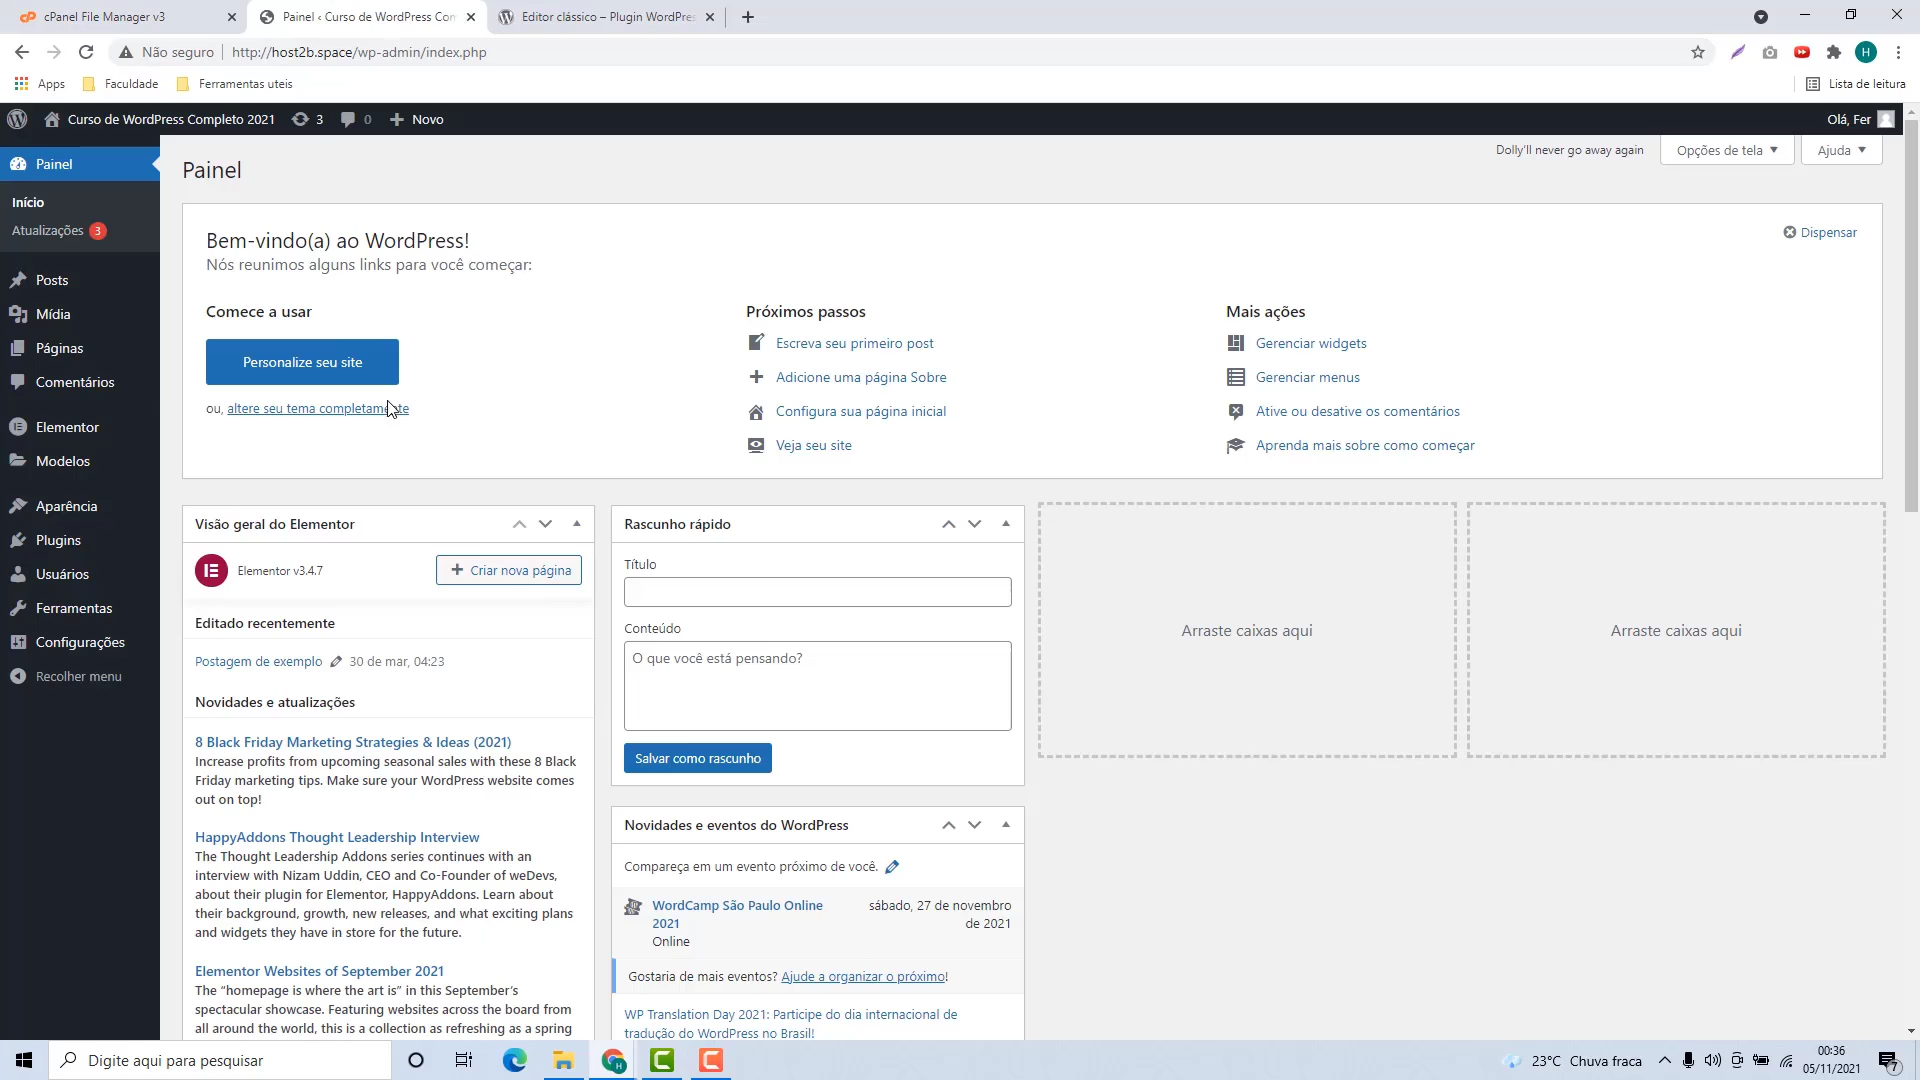 cPanel File Manager v3
Painel ‹ Curso de WordPress Com
Editor clássico – Plugin WordPres
Não seguro
http://host2b.space/wp-admin/index.php
H
Apps
Faculdade
Ferramentas uteis
Lista de leitura
Curso de WordPress Completo 2021
3
0
Novo
Olá, Fer
Painel
Início
Atualizações 3
Posts
Mídia
Páginas
Comentários
Elementor
Modelos
Aparência
Plugins
Usuários
Ferramentas
Configurações
Recolher menu
Dolly'll never go away again
Opções de tela
Ajuda
Painel
Bem-vindo(a) ao WordPress!
Nós reunimos alguns links para você começar:
Dispensar
Comece a usar
Personalize seu site
ou, altere seu tema completamente
Próximos passos
Escreva seu primeiro post
Adicione uma página Sobre
Configura sua página inicial
Veja seu site
Mais ações
Gerenciar widgets
Gerenciar menus
Ative ou desative os comentários
Aprenda mais sobre como começar
Visão geral do Elementor
Elementor v3.4.7
Criar nova página
Editado recentemente
Postagem de exemplo 30 de mar, 04:23
Novidades e atualizações
8 Black Friday Marketing Strategies & Ideas (2021)
Increase profits from upcoming seasonal sales with these 8 Black
Friday marketing tips. Make sure your WordPress website comes
out on top!
HappyAddons Thought Leadership Interview
The Thought Leadership Addons series continues with an
interview with Nizam Uddin, CEO and Co-Founder of weDevs,
about their plugin for Elementor, HappyAddons. Learn about
their background, growth, new releases, and what exciting plans
and widgets they have in store for the future.
Elementor Websites of September 2021
The “homepage is where the art is” in this September’s
spectacular showcase. Featuring websites across the board from
all around the world, this is a collection as refreshing as a spring
Rascunho rápido
Título
Conteúdo
O que você está pensando?
Salvar como rascunho
Novidades e eventos do WordPress
Compareça em um evento próximo de você.
WordCamp São Paulo Online
2021
Online
sábado, 27 de novembro
de 2021
Gostaria de mais eventos? Ajude a organizar o próximo!
WP Translation Day 2021: Participe do dia internacional de
tradução do WordPress no Brasil!
Arraste caixas aqui
Arraste caixas aqui
Digite aqui para pesquisar
23°C Chuva fraca
00:36
05/11/2021
7